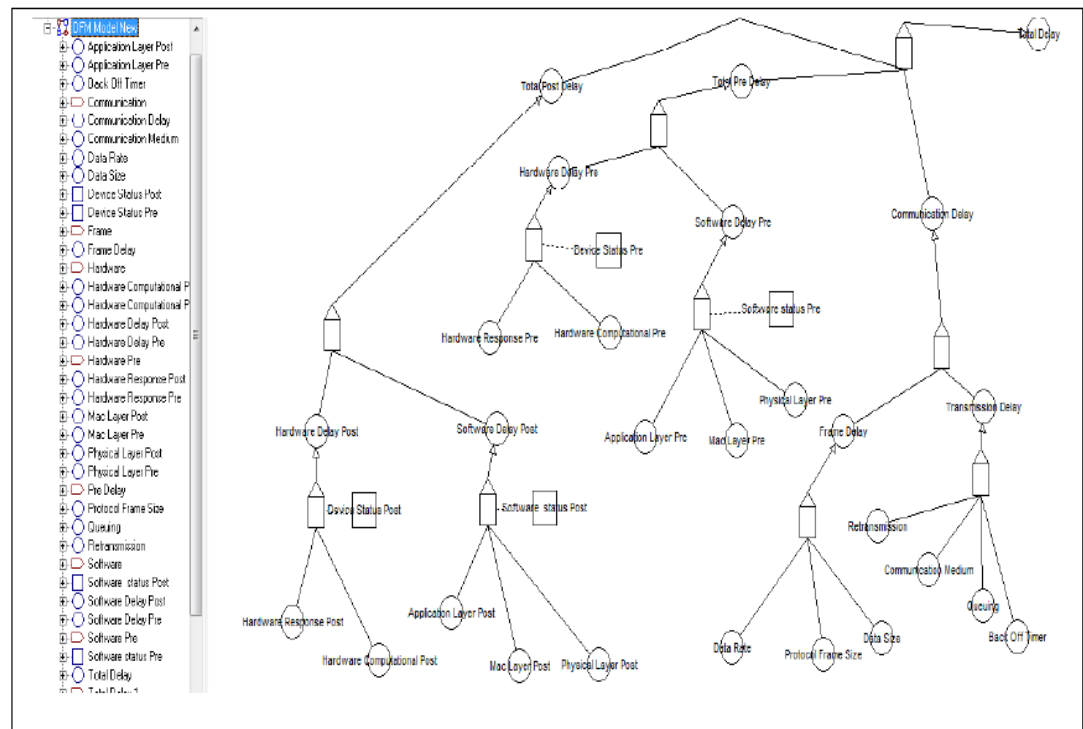 DFM Model New
Application Layer Post
Application Layer Pre
Back Off Timer
Communication
Communication Delay
Communication Medium
Data Rate
Data Size
Device Status Post
Device Status Pre
Frame
Frame Delay
Hardware
Hardware Computational P
Hardware Computational P
Hardware Delay Post
Hardware Delay Pre
Hardware Pre
Hardware Response Post
Hardware Response Pre
Mac Layer Post
Mac Layer Pre
Physical Layer Post
Physical Layer Pre
Pre Delay
Protocol Frame Size
Queuing
Retransmission
Software
Software status Post
Software Delay Post
Software Delay Pre
Software Pre
Software status Pre
Total Delay
Total Delay 1
Total Delay
Total Post Delay
Total Pre Delay
Hardware Delay Pre
Software Delay Pre
Communication Delay
Device Status Pre
Software status Pre
Hardware Response Pre
Hardware Computational Pre
Physical Layer Pre
Application Layer Pre
Mac Layer Pre
Transmission Delay
Frame Delay
Hardware Delay Post
Software Delay Post
Device Status Post
Software status Post
Retransmission
Communication Medium
Queuing
Back Off Timer
Hardware Response Post
Application Layer Post
Hardware Computational Post
Mac Layer Post
Physical Layer Post
Data Rate
Protocol Frame Size
Data Size